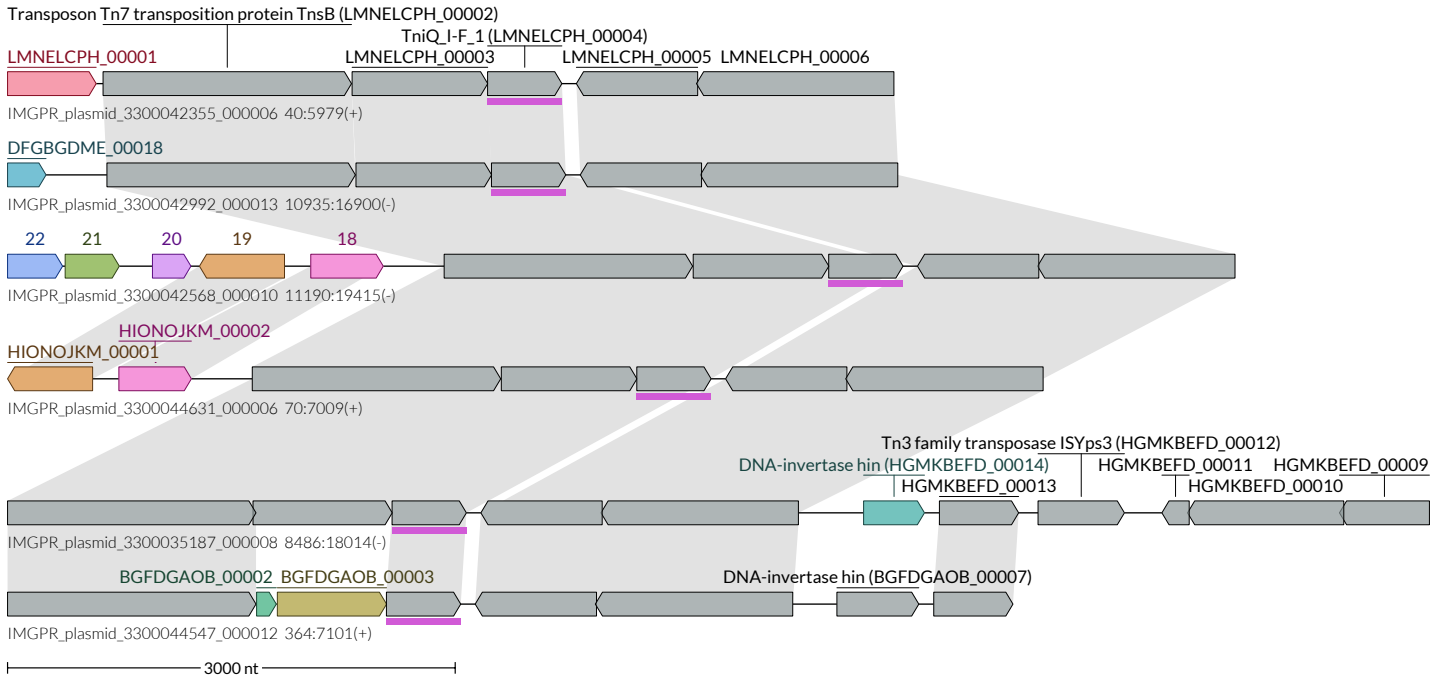 Transposon Tn7 transposition protein TnsB (LMNELCPH_00002)
TniQ_I-F_1 (LMNELCPH_00004)
LMNELCPH_00001 LMNELCPH_00003 LMNELCPH_00005 LMNELCPH_00006
IMGPR_plasmid_3300042355_000006 40:5979(+)
DFGBGDME_00018
IMGPR_plasmid_3300042992_000013 10935:16900(-)
22 21 20 19 18
IMGPR_plasmid_3300042568_000010 11190:19415(-)
HIONOJKM_00002
HIONOJKM_00001
IMGPR_plasmid_3300044631_000006 70:7009(+)
Tn3 family transposase ISYps3 (HGMKBEFD_00012)
DNA-invertase hin (HGMKBEFD_00014) HGMKBEFD_00011 HGMKBEFD_00009
HGMKBEFD_00013 HGMKBEFD_00010
IMGPR_plasmid_3300035187_000008 8486:18014(-)
BGFDGAOB_00002 BGFDGAOB_00003 DNA-invertase hin (BGFDGAOB_00007)
IMGPR_plasmid_3300044547_000012 364:7101(+)
3000 nt